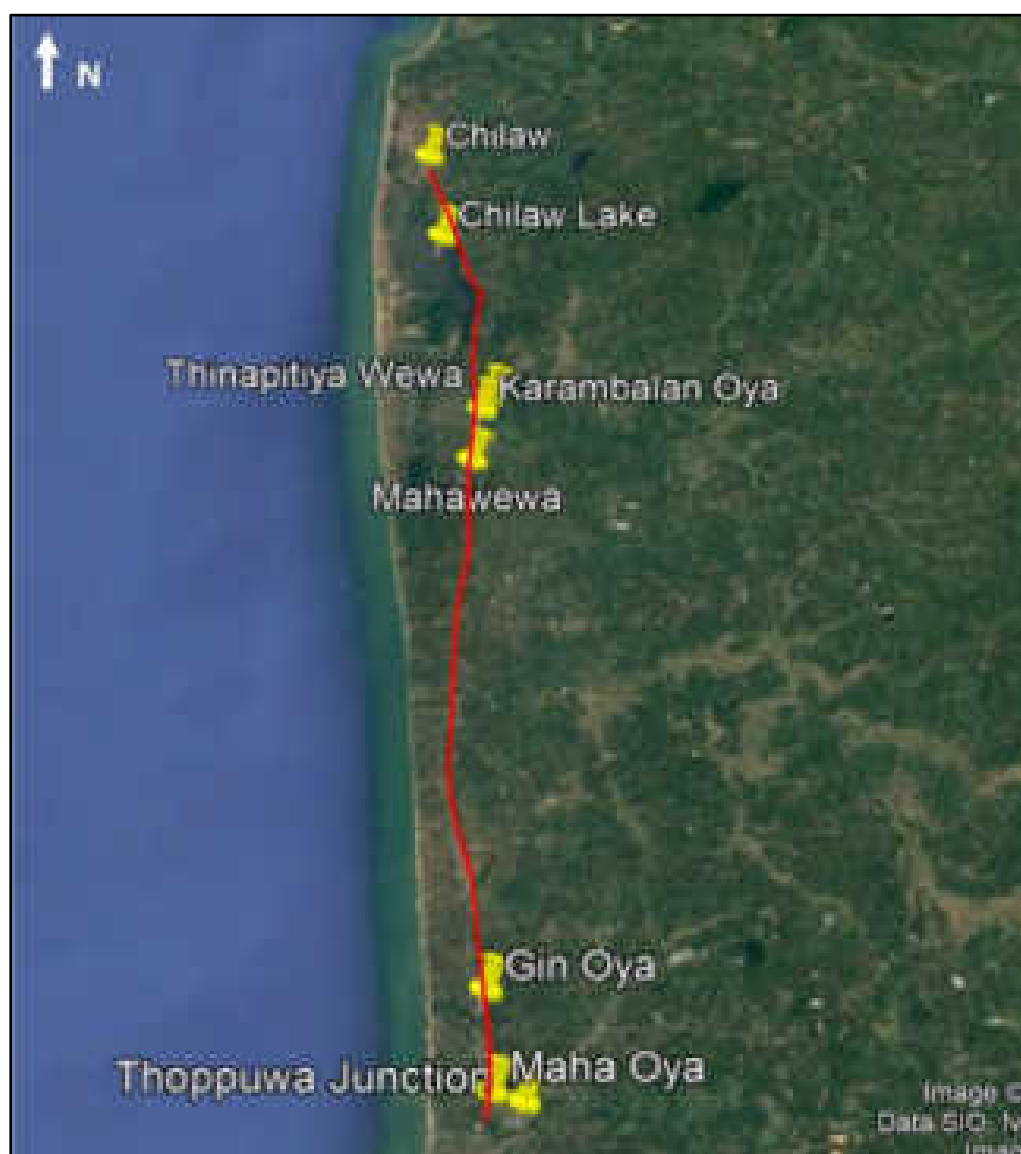 N
Chilaw
Chilaw Lake
Thinapitiya Wewa
Karambalan Oya
Mahawewa
Gin Oya
Thoppuwa Junction
Maha Oya
Image ©
Data SIO